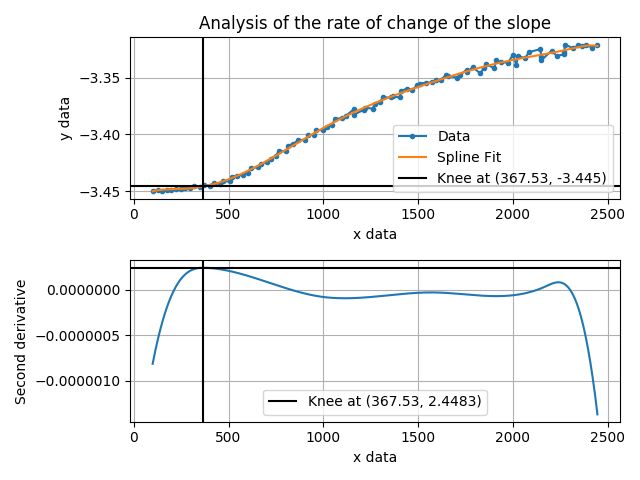 Analysis of the rate of change of the slope
y data
−3.35
−3.40
−3.45
Data
Spline Fit
Knee at (367.53, -3.445)
0 500 1000 1500 2000 2500
x data
Second derivative
0.0000000
−0.0000005
−0.0000010
Knee at (367.53, 2.4483)
0 500 1000 1500 2000 2500
x data